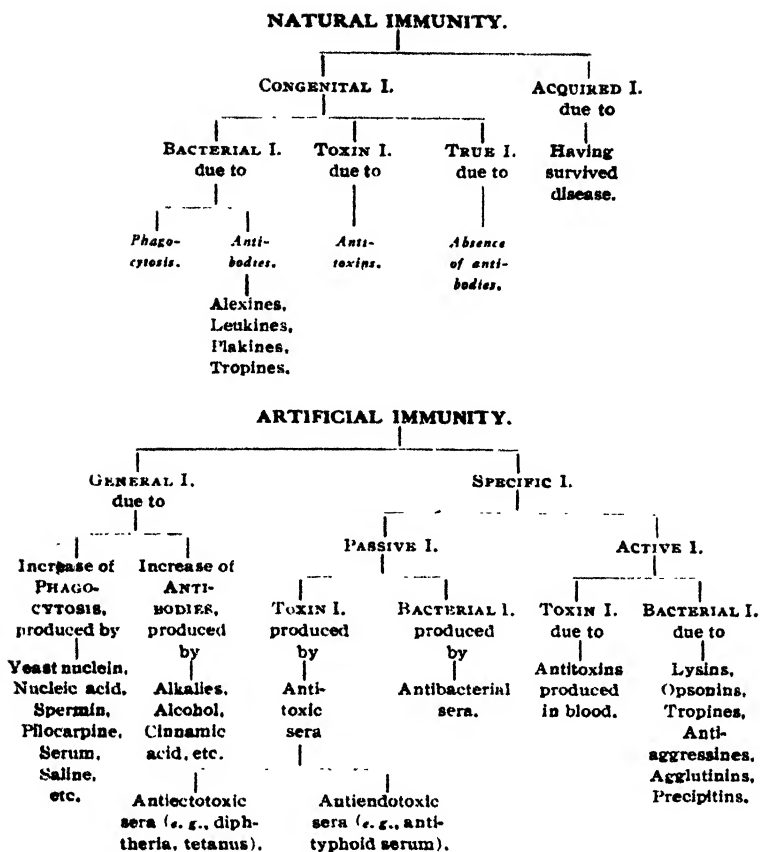 NATURAL IMMUNITY.
CONGENITAL I.
ACQUIRED I.
due to
Having
survived
disease.
BACTERIAL I.
due to
TOXIN I.
due to
TRUE I.
due to
Phago-
cytosis.
Anti-
bodies.
Anti-
toxins.
Absence
of anti-
bodies.
Alexines,
Leukines,
Plakines,
Tropines.
ARTIFICIAL IMMUNITY.
GENERAL I.
due to
SPECIFIC I.
PASSIVE I.
ACTIVE I.
Increase of
PHAGO-
CYTOSIS,
produced by
Yeast nuclein,
Nucleic acid,
Spermin,
Pilocarpine,
Serum,
Saline,
etc.
Increase of
ANTI-
BODIES,
produced
by
Alkalies,
Alcohol,
Cinnamic
acid, etc.
TOXIN I.
produced
by
Anti-
toxic
sera
BACTERIAL I.
produced
by
Antibacterial
sera.
TOXIN I.
due to
Antitoxins
produced
in blood.
BACTERIAL I.
due to
Lysins,
Opsonins,
Tropines,
Anti-
aggressines,
Agglutinins,
Precipitins.
Antiectotoxic
sera (e. g., diph-
theria, tetanus).
Antiendotoxic
sera (e. g., anti-
typhoid serum).